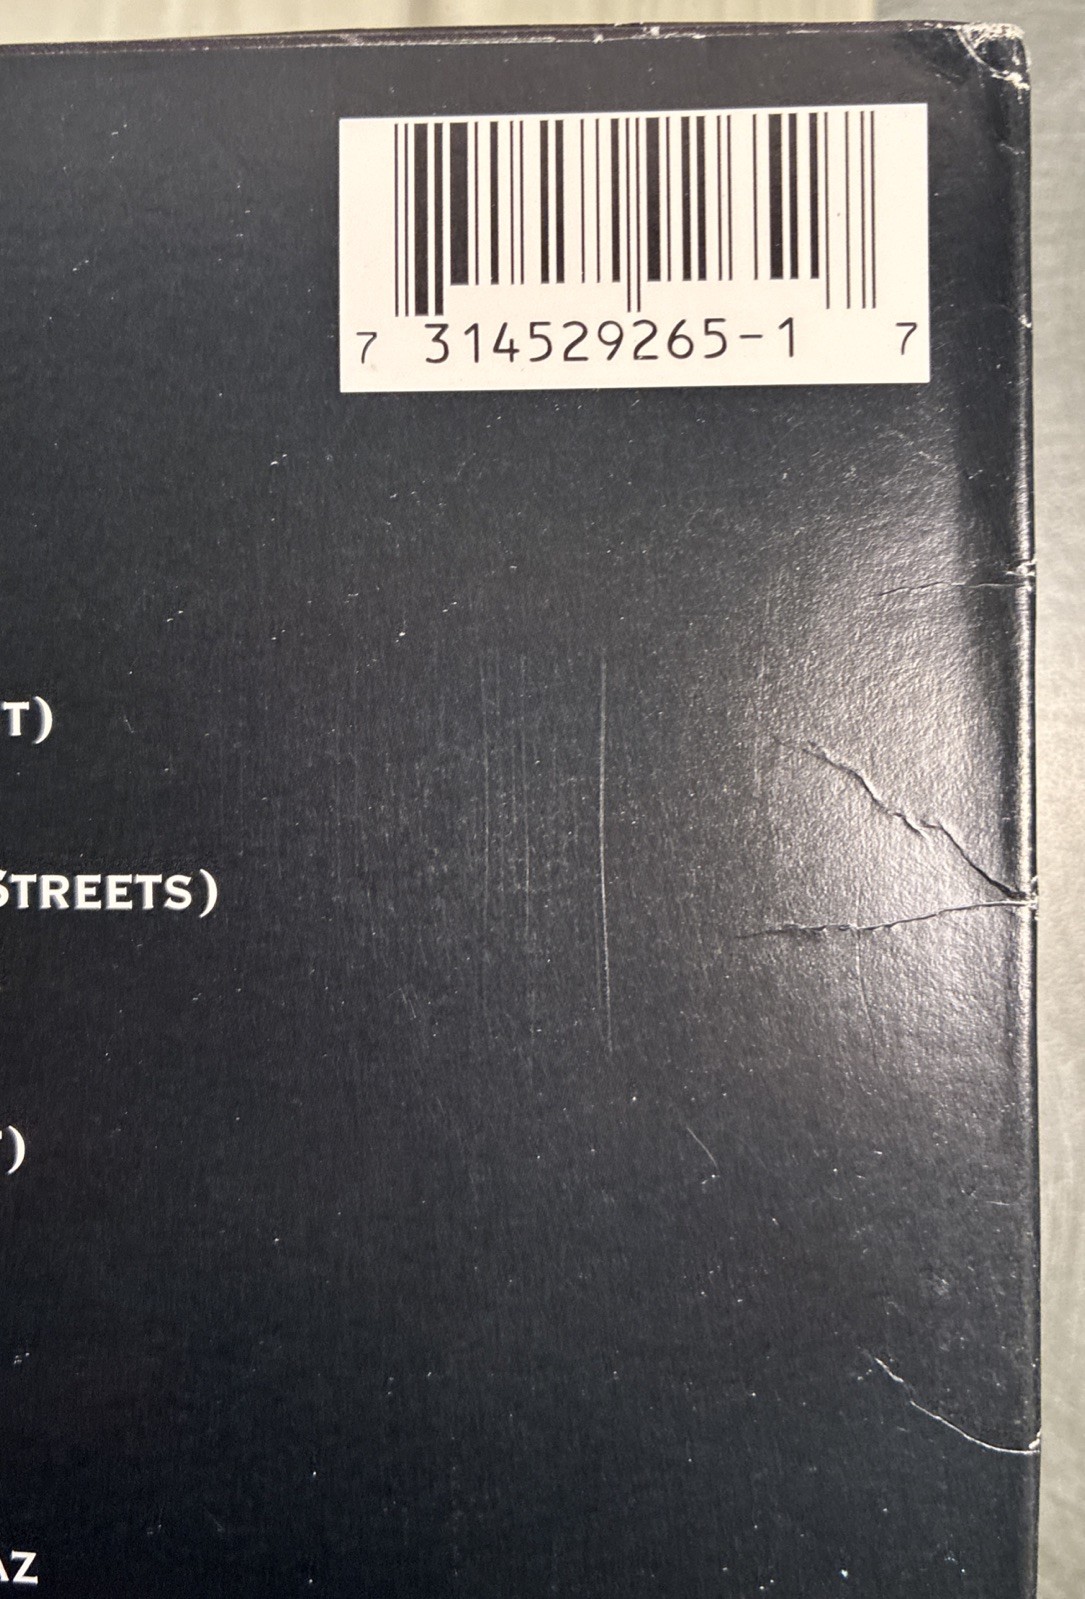 7 314529265-1 7
T)
STREETS)
)
AZ